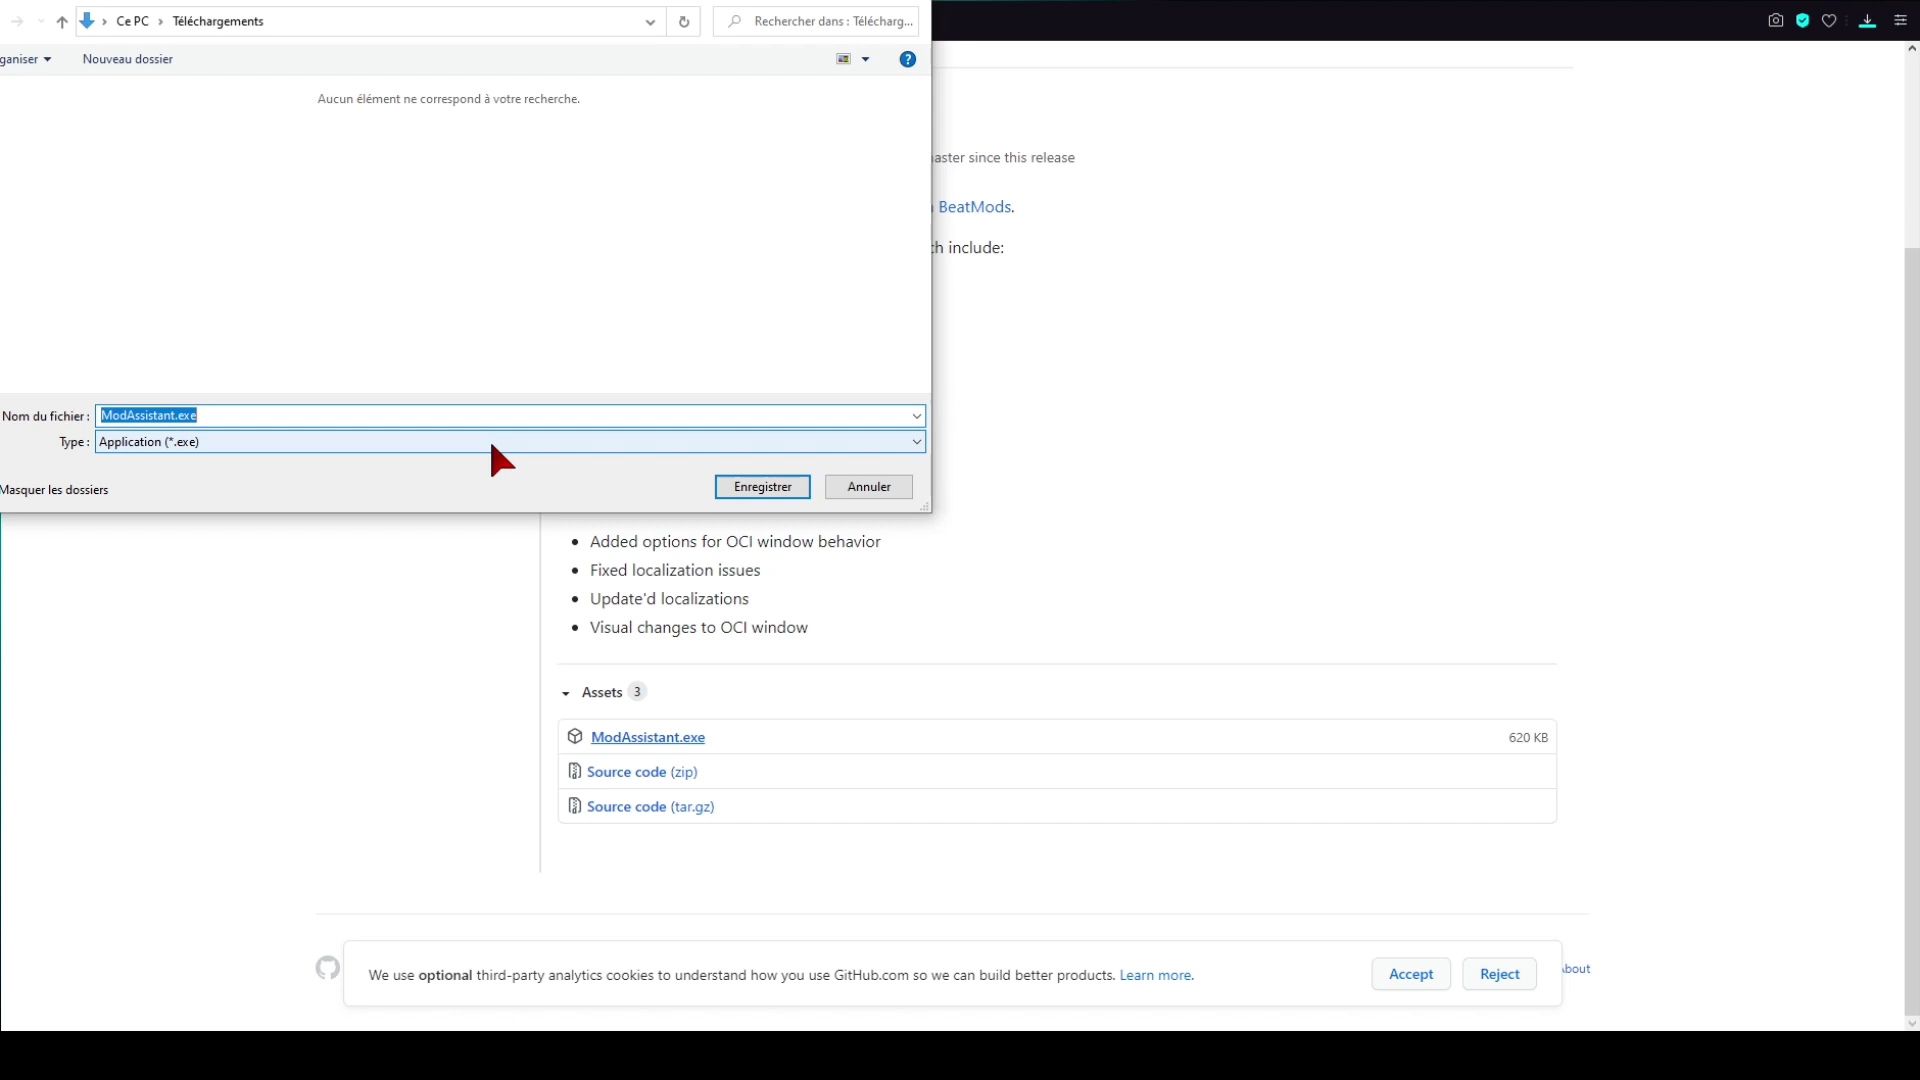 Ce PC › Téléchargements
Rechercher dans : Télécharg...
ganiser
Nouveau dossier
Aucun élément ne correspond à votre recherche.
aster since this release
BeatMods.
ch include:
Nom du fichier : ModAssistant.exe
Type : Application (*.exe)
Masquer les dossiers
Enregistrer
Annuler
Added options for OCI window behavior
Fixed localization issues
Update'd localizations
Visual changes to OCI window
Assets 3
ModAssistant.exe
620 KB
Source code (zip)
Source code (tar.gz)
We use optional third-party analytics cookies to understand how you use GitHub.com so we can build better products. Learn more.
Accept
Reject
About